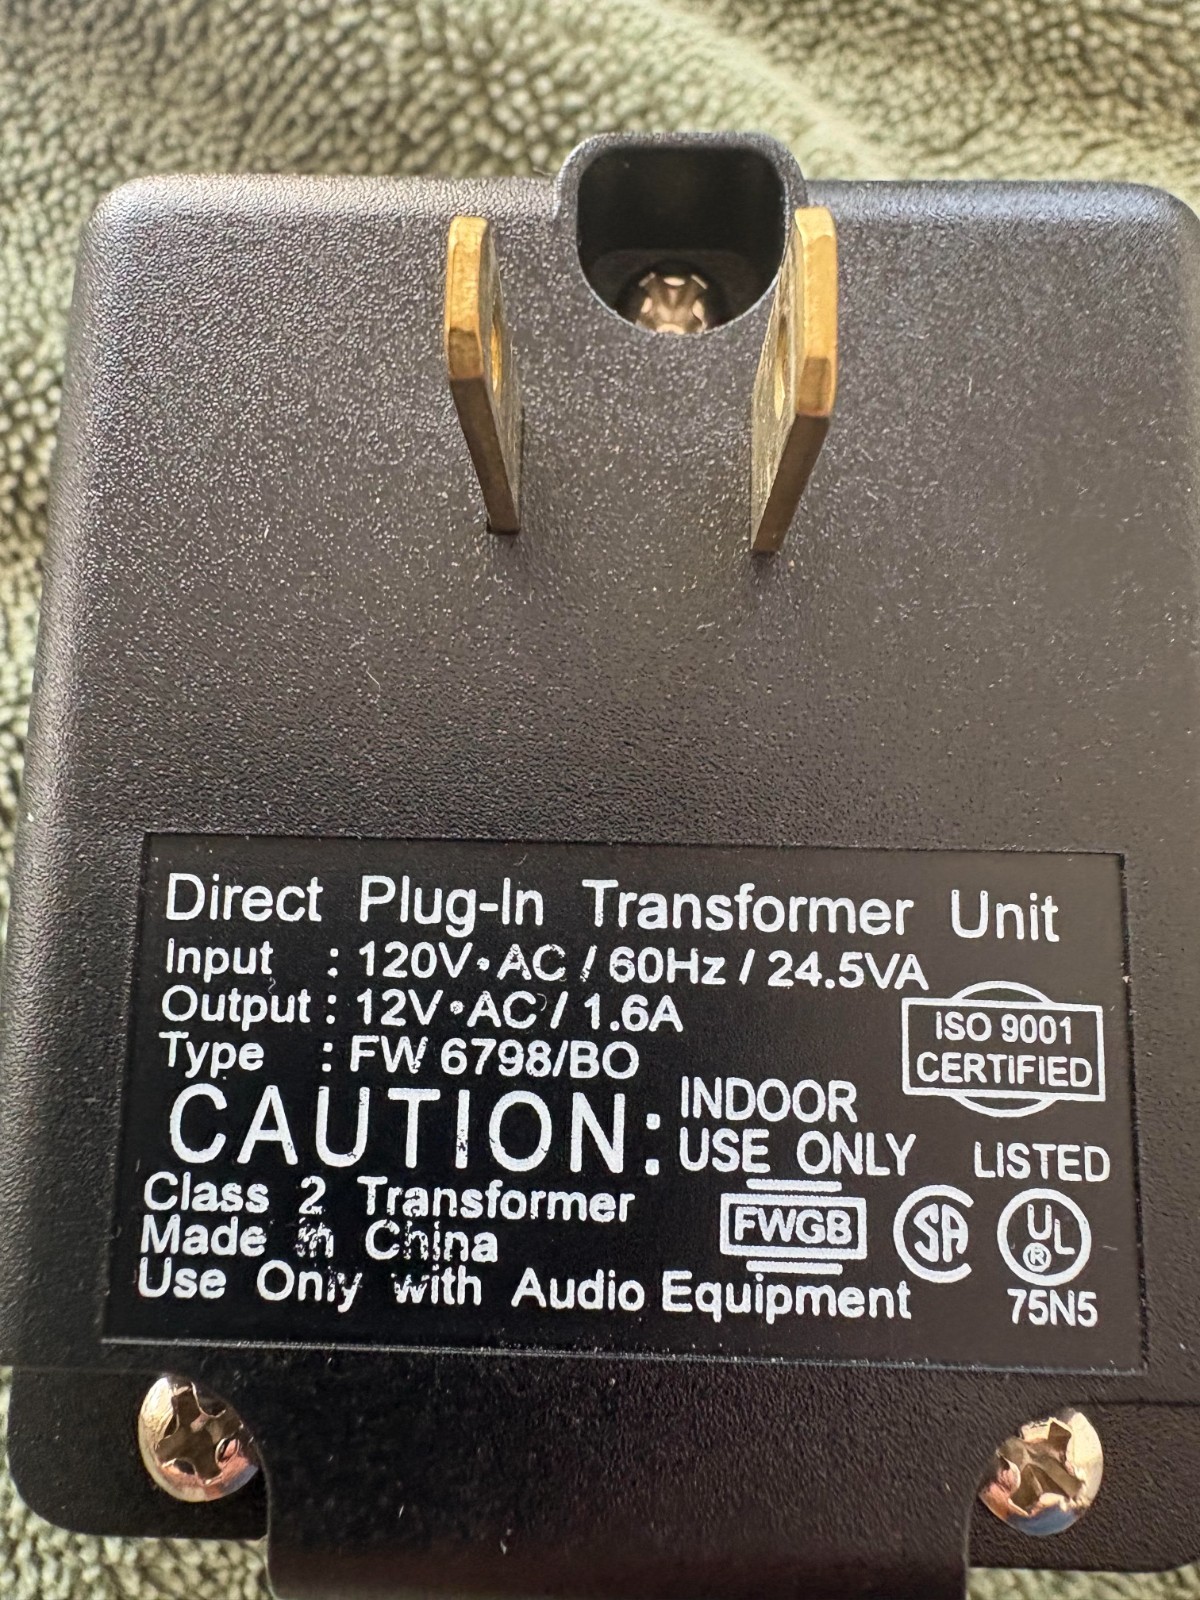 Direct Plug-In Transformer Unit
Input : 120V•AC / 60Hz / 24.5VA
Output : 12V•AC / 1.6A
Type : FW 6798/BO
ISO 9001
CERTIFIED
CAUTION: INDOOR
USE ONLY
LISTED
Class 2 Transformer
Made in China
Use Only with Audio Equipment
FWGB
SA
UL
®
75N5